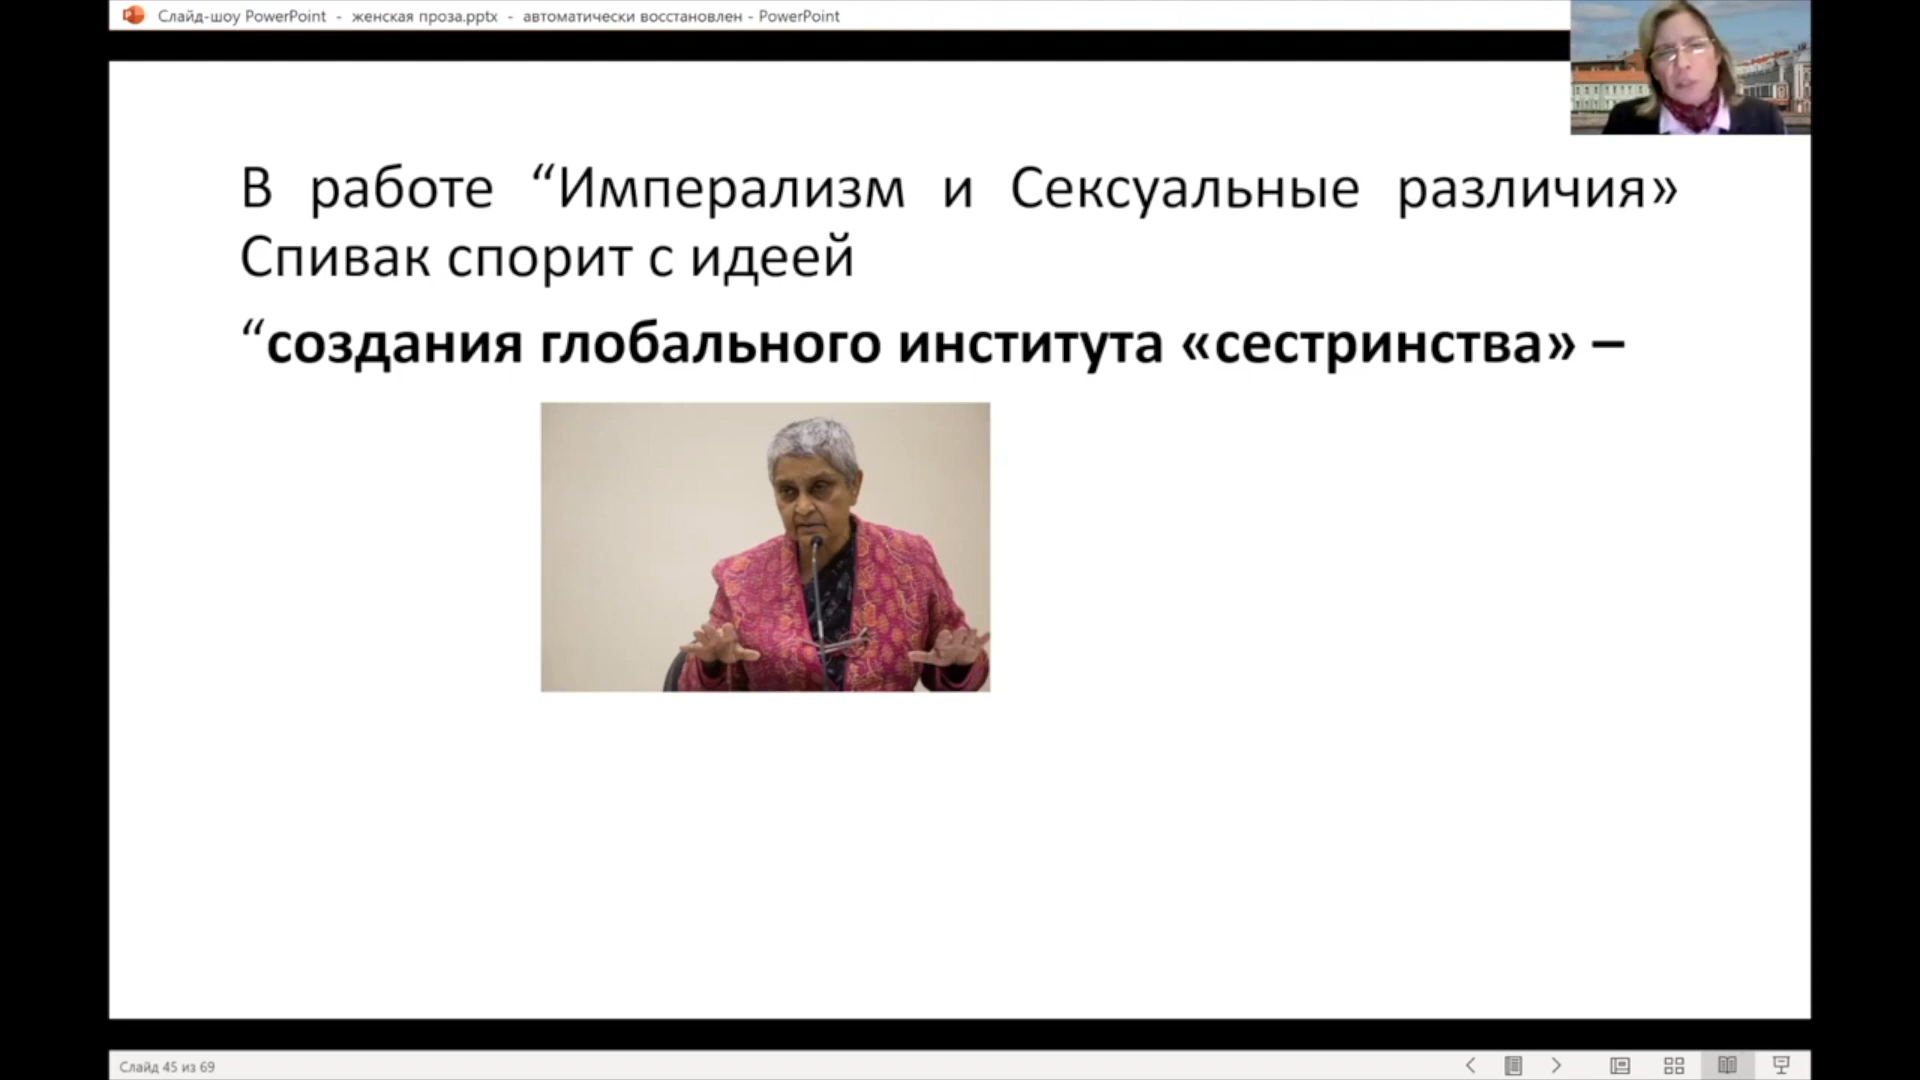 Слайд-шоу PowerPoint - женская проза.pptx - автоматически восстановлен - PowerPoint
В работе “Империализм и Сексуальные различия»
Спивак спорит с идеей
“создания глобального института «сестринства» –
Слайд 45 из 69